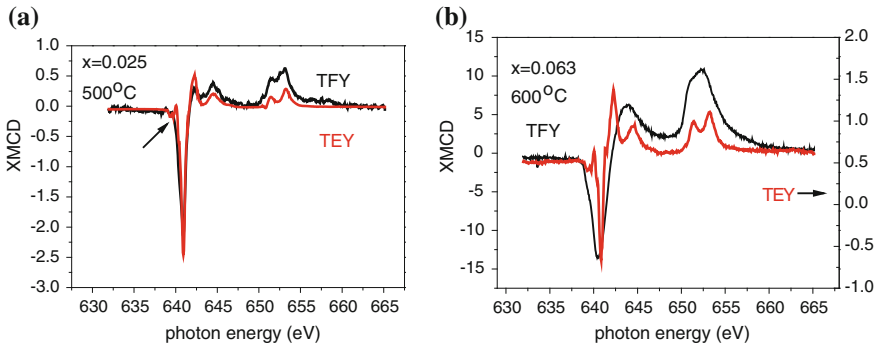 (a)
1.0
0.5
0.0
-0.5
-1.0
-1.5
-2.0
-2.5
-3.0
XMCD
x=0.025
500°C
TFY
TEY
630 635 640 645 650 655 660 665
photon energy (eV)
(b)
15
10
5
0
-5
-10
-15
XMCD
x=0.063
600°C
TFY
TEY
2.0
1.5
1.0
0.5
0.0
-0.5
-1.0
630 635 640 645 650 655 660 665
photon energy (eV)